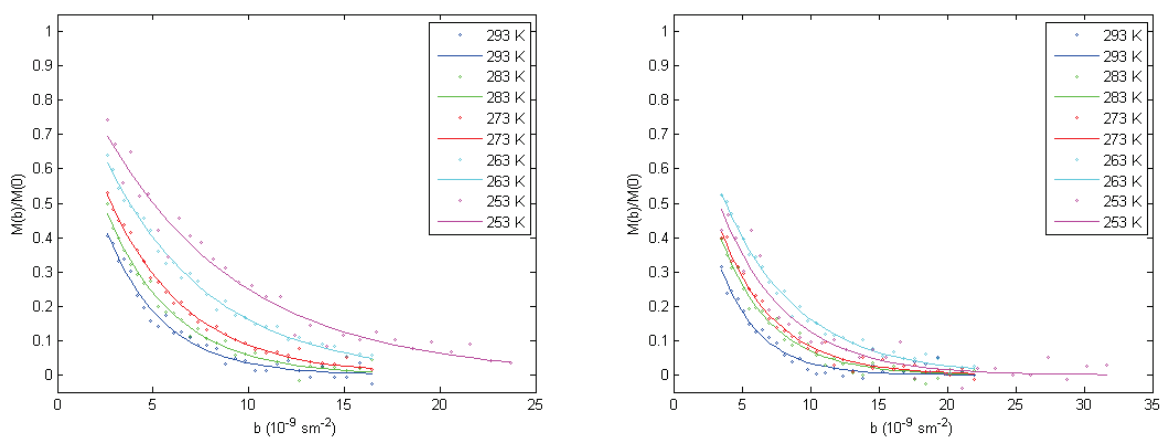 1
0.9
0.8
0.7
0.6
0.5
0.4
0.3
0.2
0.1
0
M(b)/M(0)
0 5 10 15 20 25
b (10⁻⁹ sm⁻²)
293 K
293 K
283 K
283 K
273 K
273 K
263 K
263 K
253 K
253 K
1
0.9
0.8
0.7
0.6
0.5
0.4
0.3
0.2
0.1
0
M(b)/M(0)
0 5 10 15 20 25 30 35
b (10⁻⁹ sm⁻²)
293 K
293 K
283 K
283 K
273 K
273 K
263 K
263 K
253 K
253 K